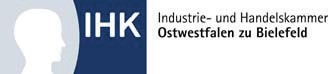 IHK
Industrie- und Handelskammer
Ostwestfalen zu Bielefeld